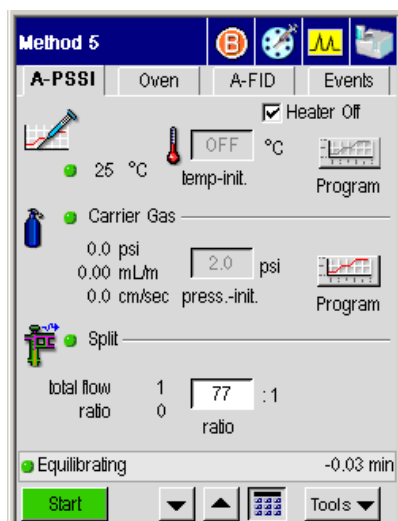 Method 5
B
A-PSSI Oven A-FID Events
Heater Off
25 °C OFF °C
temp-init. Program
Carrier Gas
0.0 psi
0.00 mL/m 2.0 psi
0.0 cm/sec press.-init. Program
Split
total flow 1 77 :1
ratio 0 ratio
Equilibrating -0.03 min
Start Tools